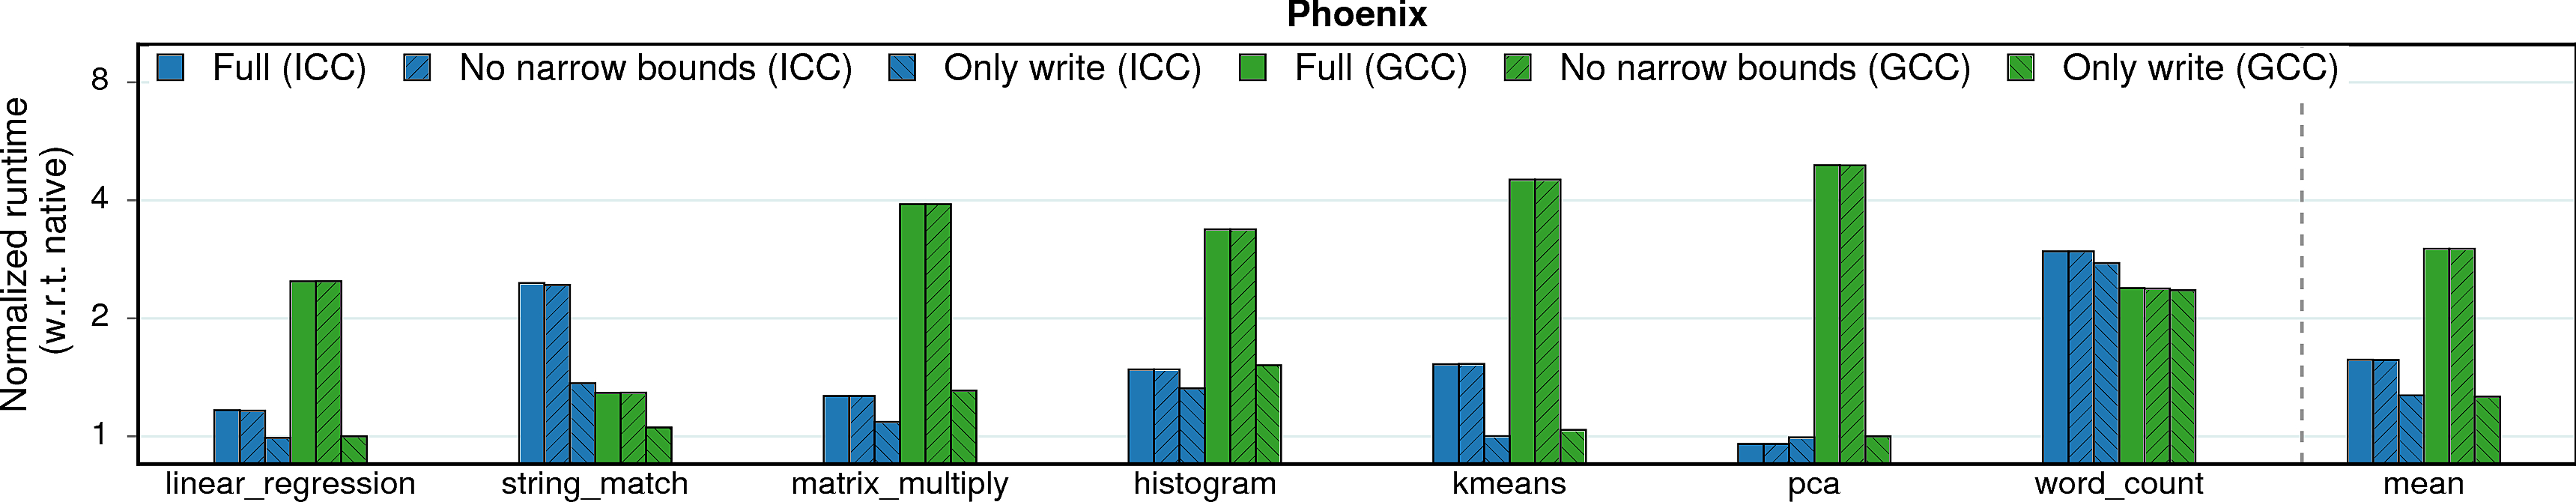 Phoenix
Full (ICC) No narrow bounds (ICC) Only write (ICC) Full (GCC) No narrow bounds (GCC) Only write (GCC)
Normalized runtime
(w.r.t. native)
8
4
2
1
linear_regression string_match matrix_multiply histogram kmeans pca word_count mean